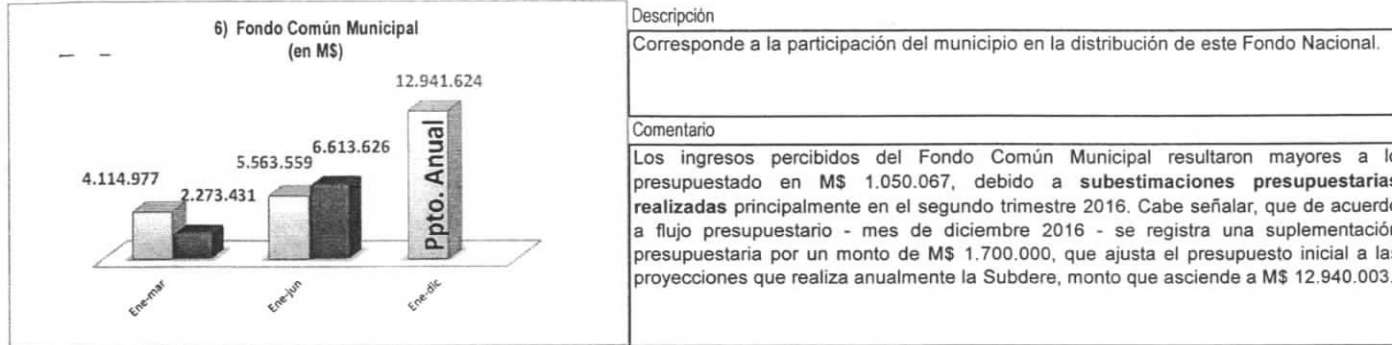 6) Fondo Común Municipal
(en M$)
12.941.624
6.613.626
5.563.559
4.114.977
2.273.431
Ppto. Anual
Ene-mar
Ene-jun
Ene-dic
Descripción
Corresponde a la participación del municipio en la distribución de este Fondo Nacional.
Comentario
Los ingresos percibidos del Fondo Común Municipal resultaron mayores a lo
presupuestado en M$ 1.050.067, debido a subestimaciones presupuestarias
realizadas principalmente en el segundo trimestre 2016. Cabe señalar, que de acuerdo
a flujo presupuestario - mes de diciembre 2016 - se registra una suplementación
presupuestaria por un monto de M$ 1.700.000, que ajusta el presupuesto inicial a las
proyecciones que realiza anualmente la Subdere, monto que asciende a M$ 12.940.003.